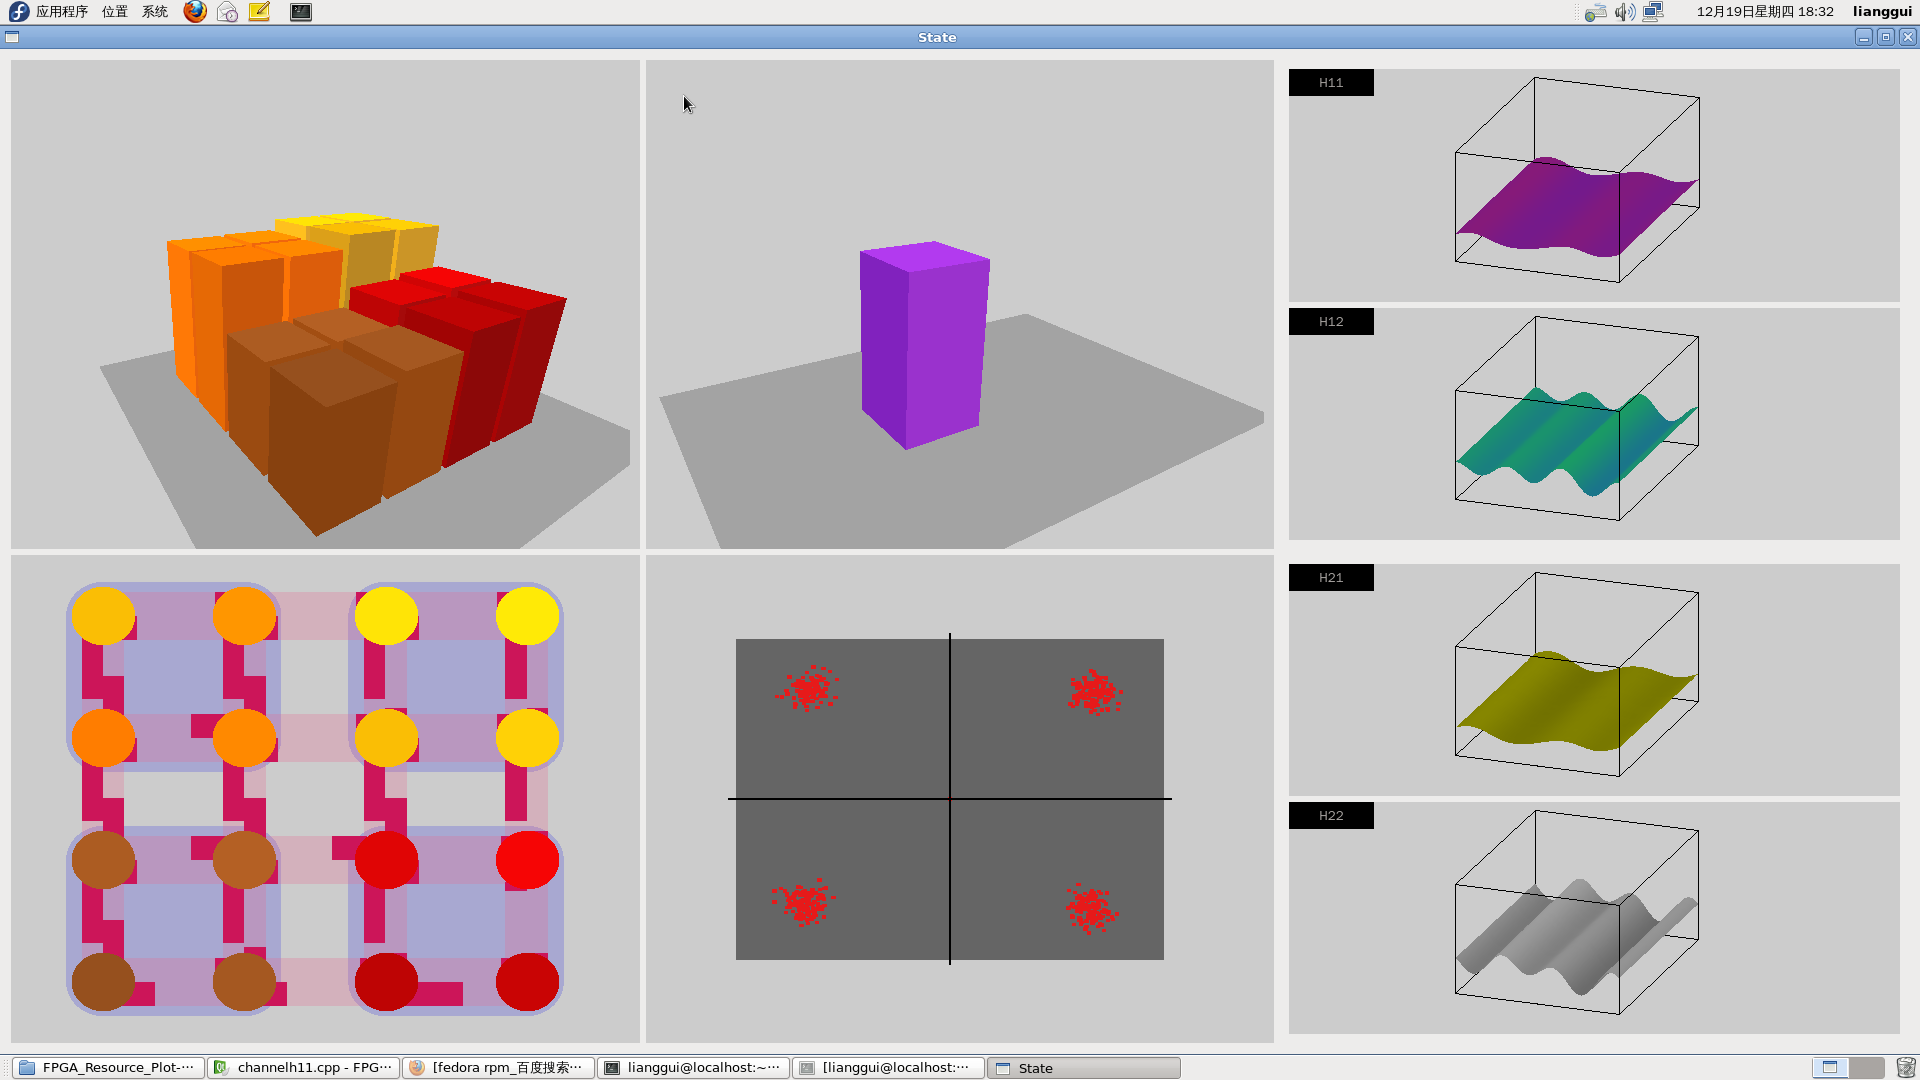 应用程序 位置 系统
12月19日星期四 18:32 lianggui
State
H11
H12
H21
H22
FPGA_Resource_Plot-···
channelh11.cpp - FPG···
[fedora rpm_百度搜索···
lianggui@localhost:~···
[lianggui@localhost:···
State